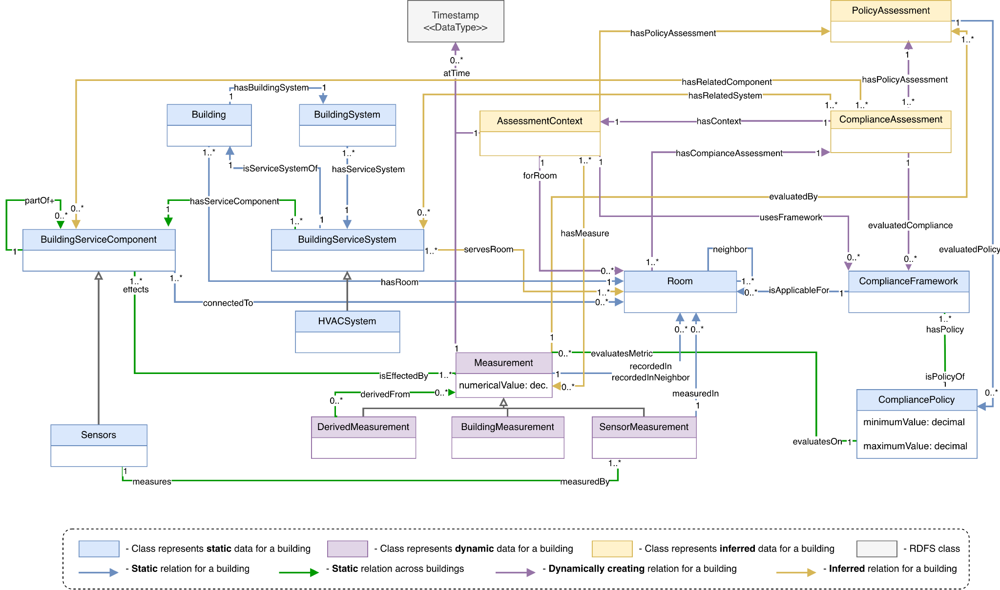 Timestamp
<<DataType>>
PolicyAssessment
1
hasPolicyAssessment
1..*
1
0..*
atTime
hasPolicyAssessment
hasRelatedComponent
hasBuildingSystem
1
1
hasRelatedSystem
1..*
1..*
1..*
Building
BuildingSystem
AssessmentContext
1
hasContext
1
ComplianceAssessment
1
1..*
1..*
1
isServiceSystemOf
hasServiceSystem
1
forRoom
1..*
1
hasCompianceAssessment
1
1
partOf+
0..*
0..*
hasServiceComponent
1
1..*
1
1
0..*
evaluatedBy
usesFramework
evaluatedCompliance
hasMeasure
BuildingServiceComponent
1
BuildingServiceSystem
1..*
servesRoom
neighbor
evaluatedPolicy
1..*
0..*
0..*
1..*
effects
1..*
0..*
hasRoom
1
Room
1..*
ComplianceFramework
1..*
0..*
isApplicableFor
1
connectedTo
0..*
HVACSystem
1..*
hasPolicy
0..*
0..*
1
1
0..*
evaluatesMetric
Measurement
numericalValue: dec.
isEffectedBy
1..*
1
recordedIn
recordedInNeighbor
0..*
isPolicyOf
1
derivedFrom
0..*
0..*
measuredIn
1
0..*
CompliancePolicy
minimumValue: decimal
maximumValue: decimal
DerivedMeasurement
BuildingMeasurement
SensorMeasurement
Sensors
evaluatesOn
1
1
measures
measuredBy
1..*
- Class represents static data for a building
- Class represents dynamic data for a building
- Class represents inferred data for a building
- RDFS class
- Static relation for a building
- Static relation across buildings
- Dynamically creating relation for a building
- Inferred relation for a building